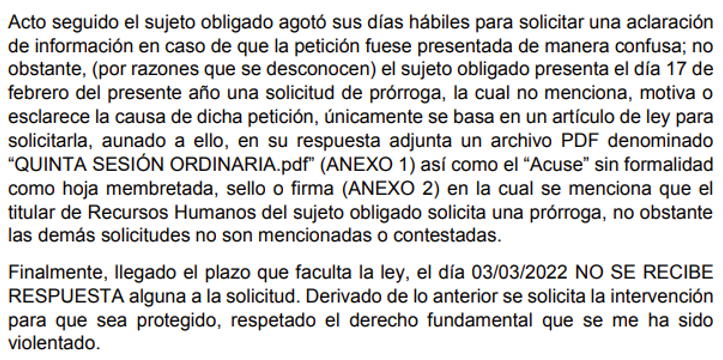 Acto seguido el sujeto obligado agotó sus días hábiles para solicitar una aclaración
de información en caso de que la petición fuese presentada de manera confusa; no
obstante, (por razones que se desconocen) el sujeto obligado presenta el día 17 de
febrero del presente año una solicitud de prórroga, la cual no menciona, motiva o
esclarece la causa de dicha petición, únicamente se basa en un artículo de ley para
solicitarla, aunado a ello, en su respuesta adjunta un archivo PDF denominado
“QUINTA SESIÓN ORDINARIA.pdf” (ANEXO 1) así como el “Acuse” sin formalidad
como hoja membretada, sello o firma (ANEXO 2) en la cual se menciona que el
titular de Recursos Humanos del sujeto obligado solicita una prórroga, no obstante
las demás solicitudes no son mencionadas o contestadas.
Finalmente, llegado el plazo que faculta la ley, el día 03/03/2022 NO SE RECIBE
RESPUESTA alguna a la solicitud. Derivado de lo anterior se solicita la intervención
para que sea protegido, respetado el derecho fundamental que se me ha sido
violentado.